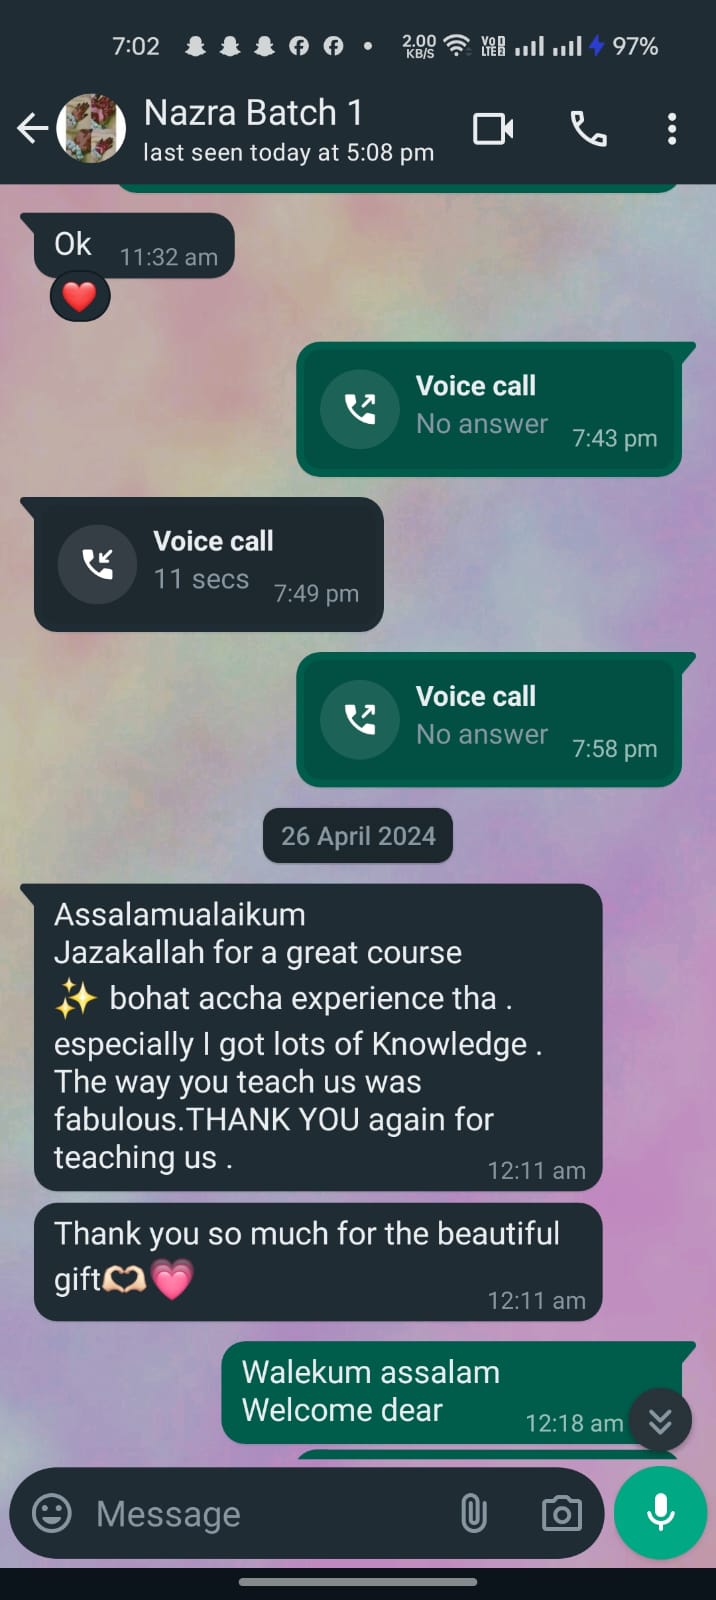 7:02
2.00 KB/S
Vo LTE
97%
Nazra Batch 1
last seen today at 5:08 pm
Ok
11:32 am
Voice call
No answer
7:43 pm
Voice call
11 secs
7:49 pm
Voice call
No answer
7:58 pm
26 April 2024
Assalamualaikum
Jazakallah for a great course
✨ bohat accha experience tha .
especially I got lots of Knowledge .
The way you teach us was
fabulous.THANK YOU again for
teaching us .
12:11 am
Thank you so much for the beautiful
gift🫶🏻💗
12:11 am
Walekum assalam
Welcome dear
12:18 am
Message